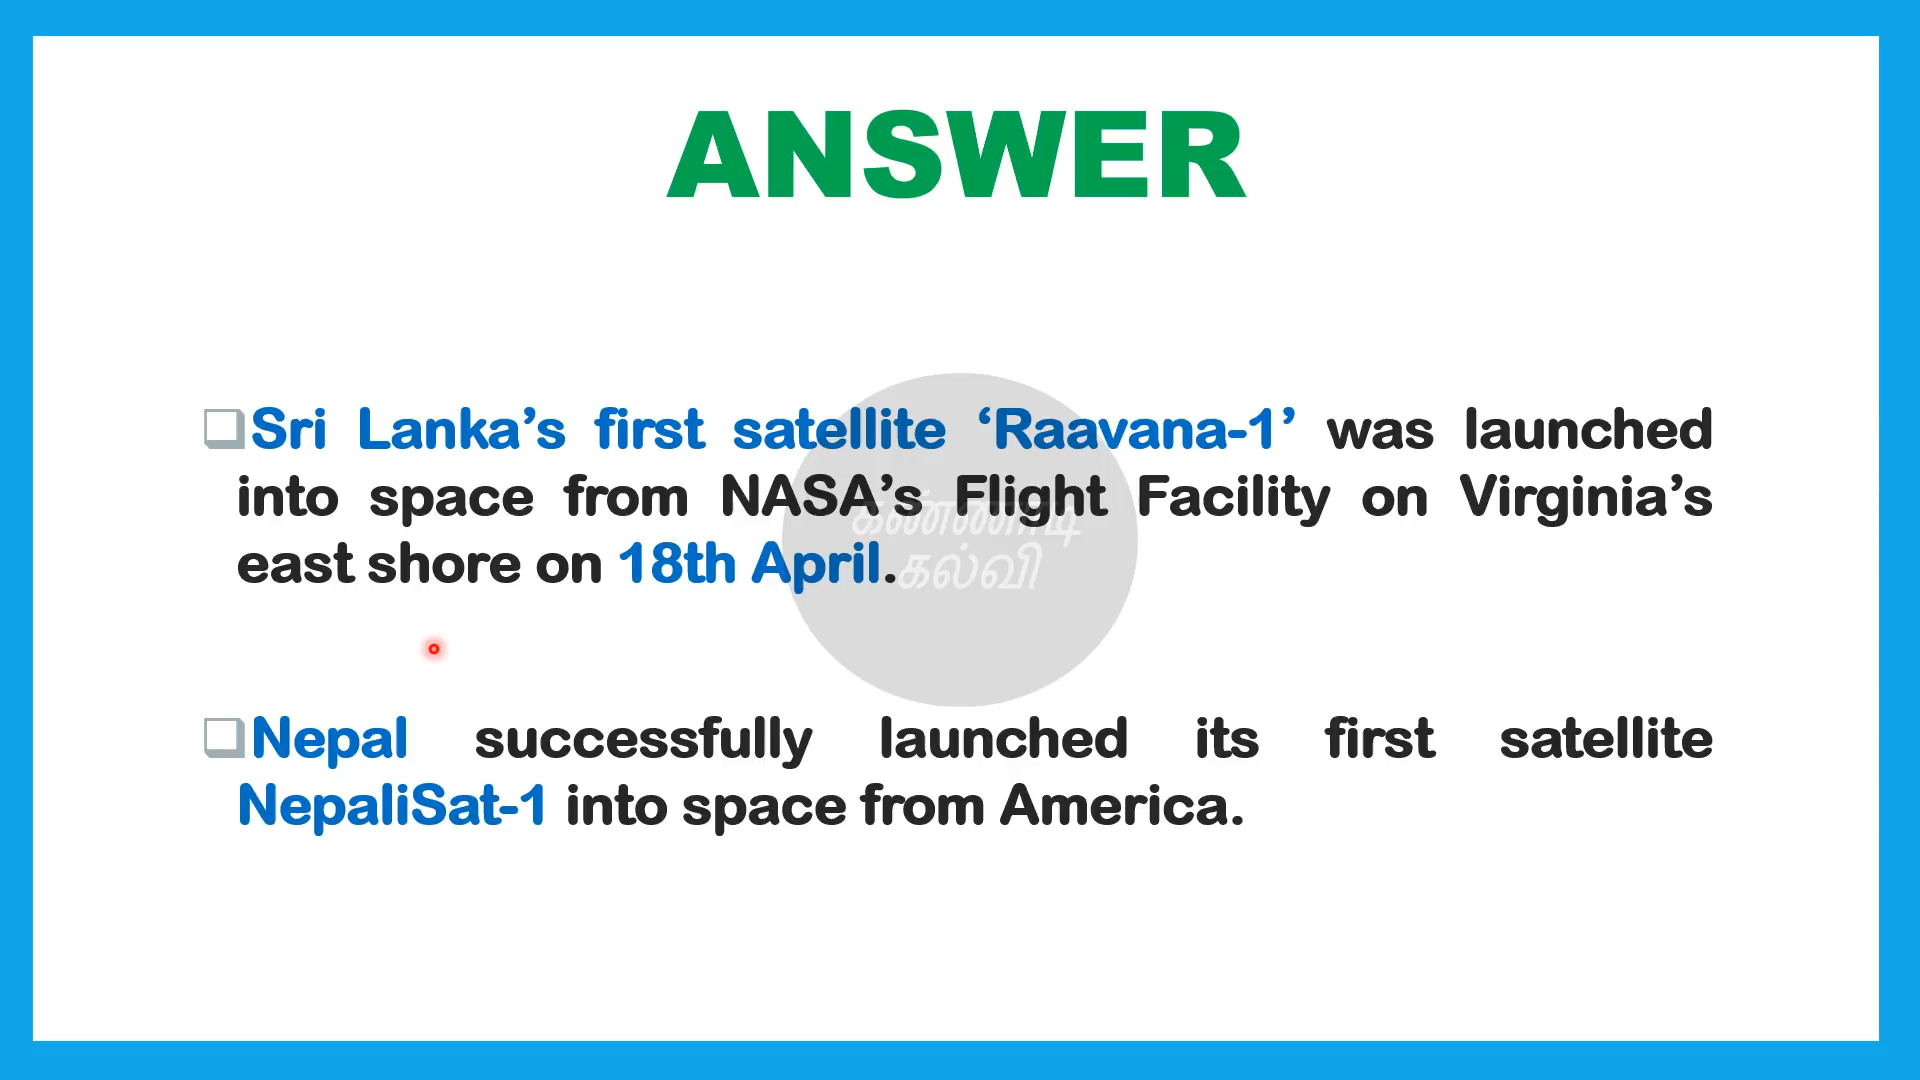 ANSWER
Sri Lanka’s first satellite ‘Raavana-1’ was launched
into space from NASA’s Flight Facility on Virginia’s
east shore on 18th April.
கண்ணாடி
கல்வி
Nepal successfully launched its first satellite
NepaliSat-1 into space from America.